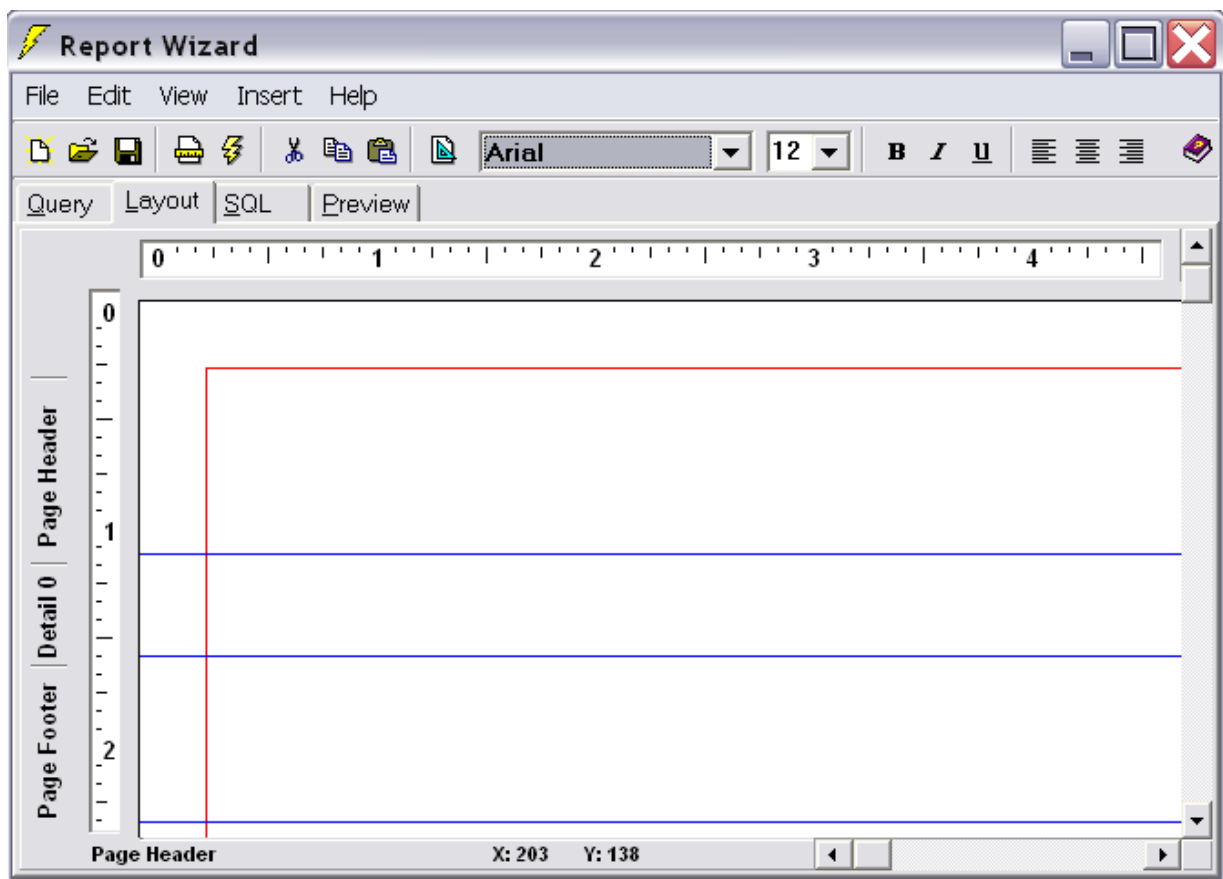 Report Wizard
File Edit View Insert Help
Arial 12 B I U
Query Layout SQL Preview
0 1 2 3 4
0
1
2
Page Header
Detail 0
Page Footer
Page Header X: 203 Y: 138